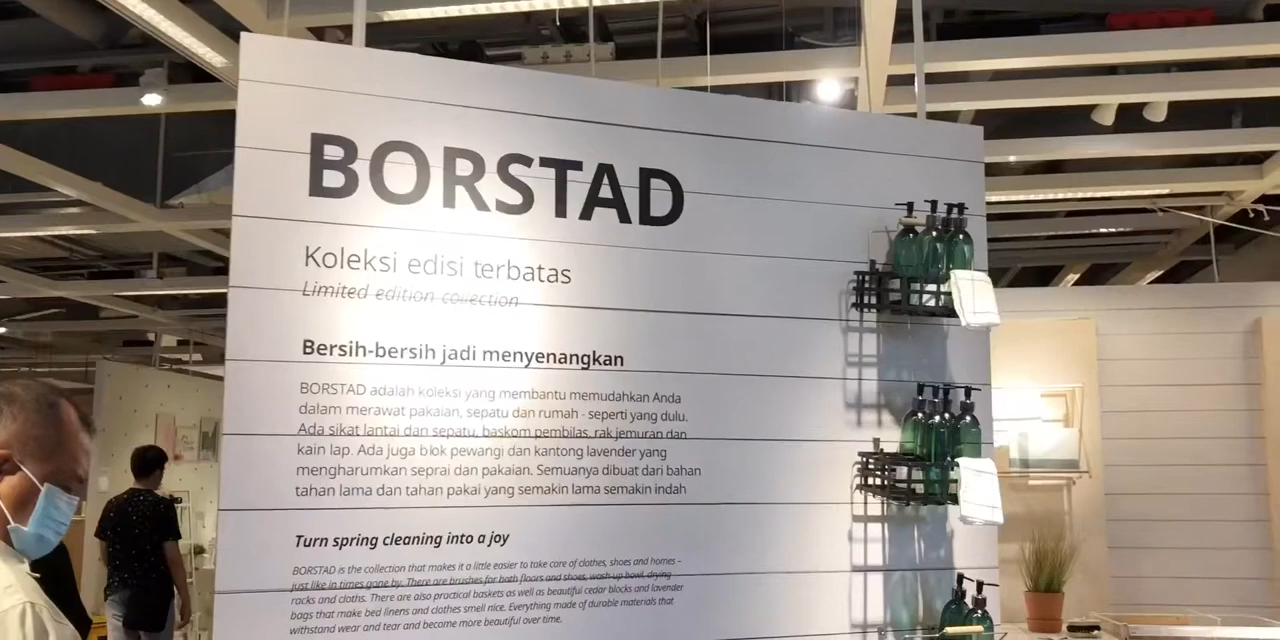 BORSTAD
Koleksi edisi terbatas
Limited edition collection
Bersih-bersih jadi menyenangkan
BORSTAD adalah koleksi yang membantu memudahkan Anda
dalam merawat pakaian, sepatu dan rumah - seperti yang dulu.
Ada sikat lantai dan sepatu, baskom pembilas, rak jemuran dan
kain lap. Ada juga blok pewangi dan kantong lavender yang
mengharumkan seprai dan pakaian. Semuanya dibuat dari bahan
tahan lama dan tahan pakai yang semakin lama semakin indah
Turn spring cleaning into a joy
BORSTAD is the collection that makes it a little easier to take care of clothes, shoes and homes –
just like in times gone by. There are brushes for both floors and shoes, wash-up bowl, drying
racks and cloths. There are also practical baskets as well as beautiful cedar blocks and lavender
bags that make bed linens and clothes smell nice. Everything made of durable materials that
withstand wear and tear and become more beautiful over time.